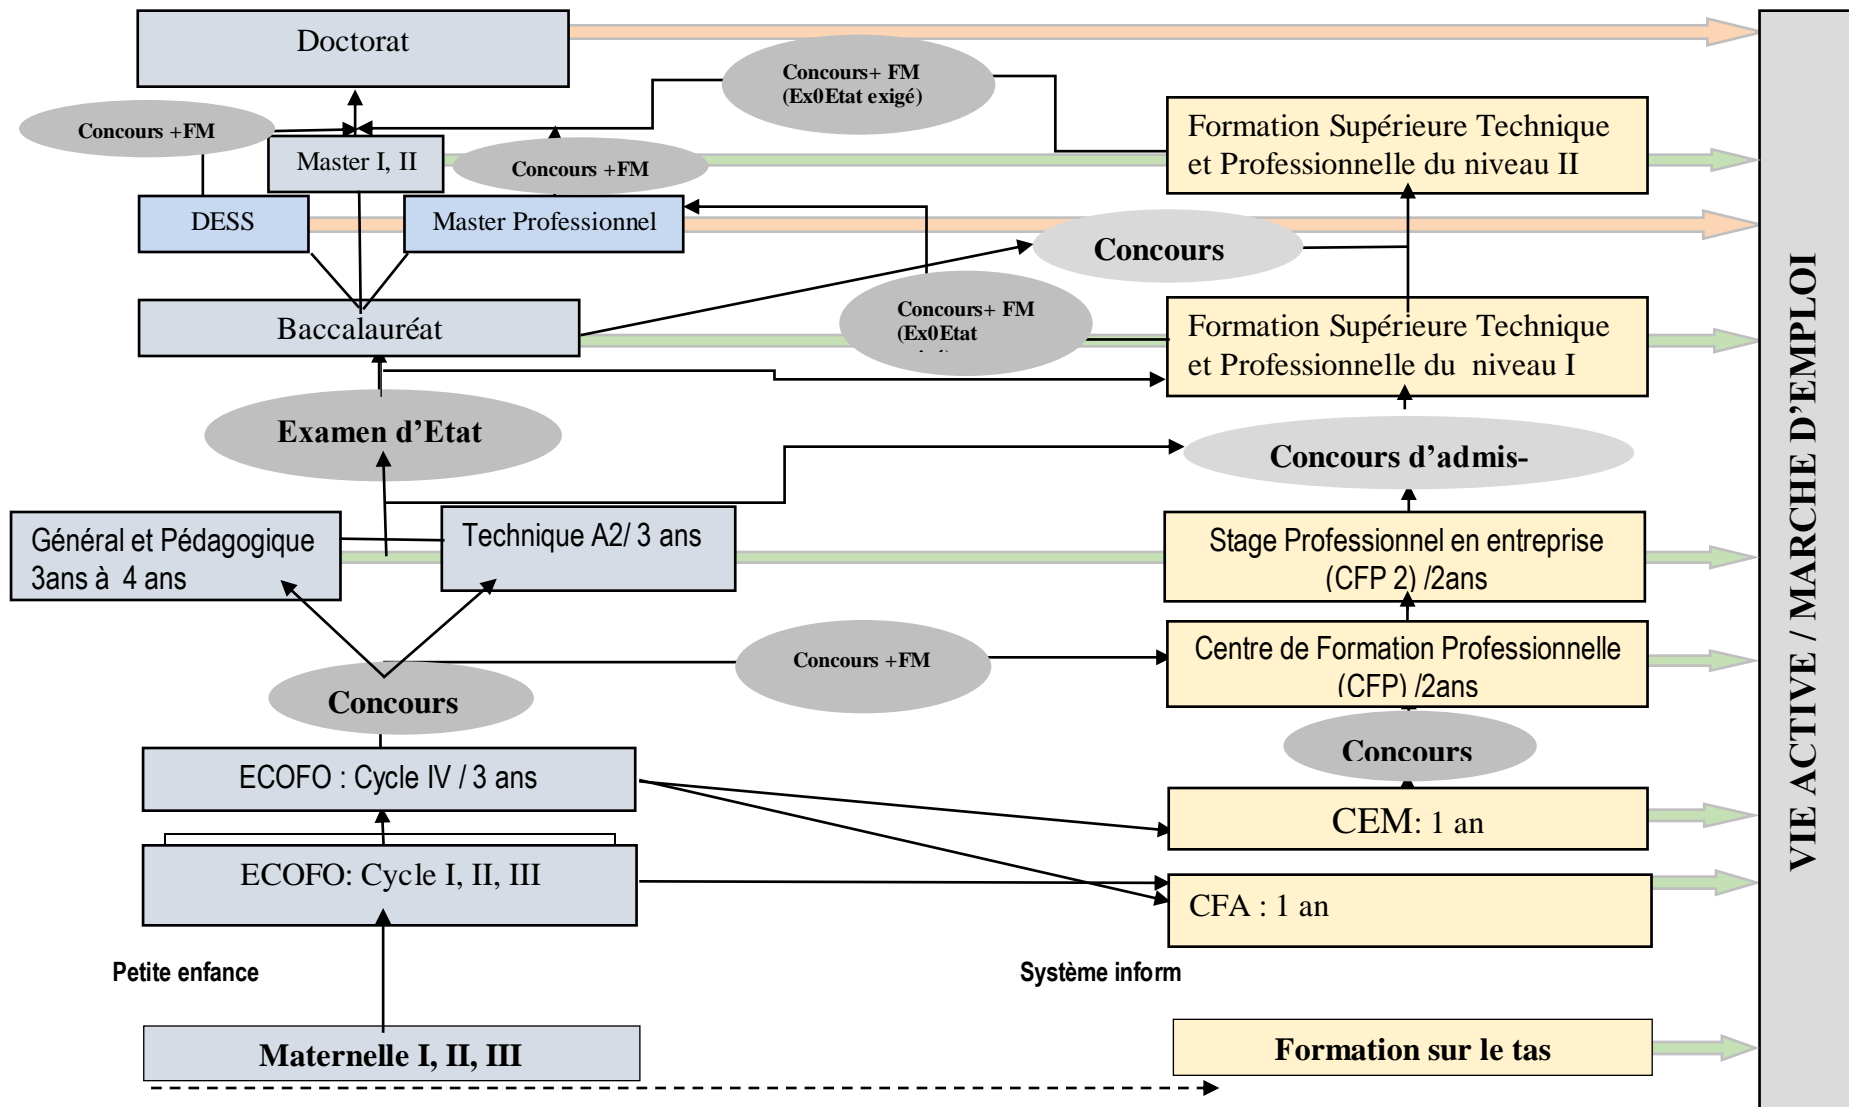 Doctorat
Concours+ FM
(Ex0Etat exigé)
Concours +FM
Formation Supérieure Technique
et Professionnelle du niveau II
Master I, II
Concours +FM
DESS
Master Professionnel
Concours
Baccalauréat
Concours+ FM
(Ex0Etat
Formation Supérieure Technique
et Professionnelle du niveau I
Examen d’Etat
Concours d’admis-
Général et Pédagogique
3ans à 4 ans
Technique A2/ 3 ans
Stage Professionnel en entreprise
(CFP 2) /2ans
Concours +FM
Centre de Formation Professionnelle
(CFP) /2ans
Concours
Concours
ECOFO : Cycle IV / 3 ans
CEM: 1 an
ECOFO: Cycle I, II, III
CFA : 1 an
Petite enfance
Système inform
Maternelle I, II, III
Formation sur le tas
VIE ACTIVE / MARCHE D’EMPLOI